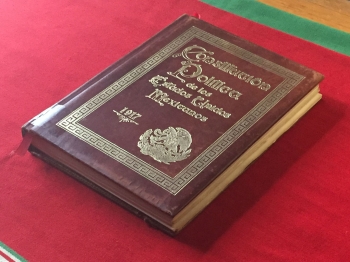 Constitución
Política
de los
Estados Unidos
Mexicanos
1917